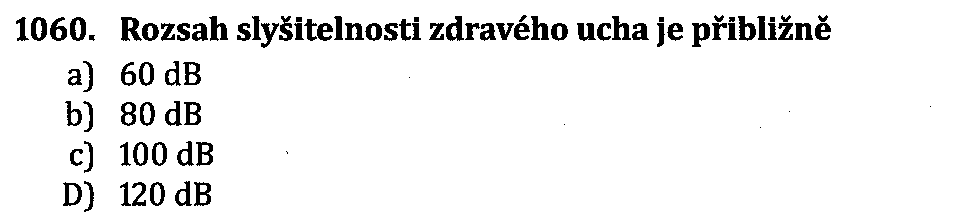 1060. Rozsah slyšitelnosti zdravého ucha je přibližně
a) 60 dB
b) 80 dB
c) 100 dB
D) 120 dB